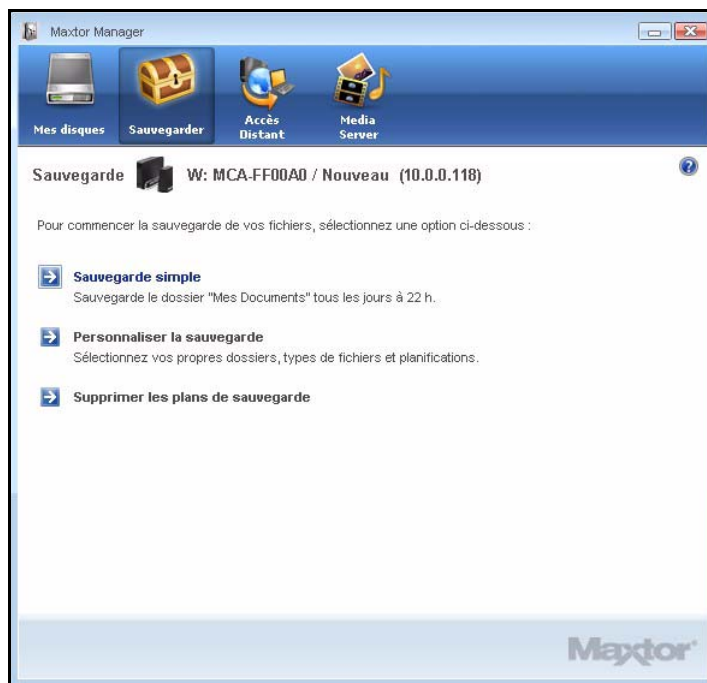 Maxtor Manager
Mes disques
Sauvegarder
Accès
Distant
Media
Server
Sauvegarde W: MCA-FF00A0 / Nouveau (10.0.0.118)
Pour commencer la sauvegarde de vos fichiers, sélectionnez une option ci-dessous :
Sauvegarde simple
Sauvegarde le dossier "Mes Documents" tous les jours à 22 h.
Personnaliser la sauvegarde
Sélectionnez vos propres dossiers, types de fichiers et planifications.
Supprimer les plans de sauvegarde
Maxtor